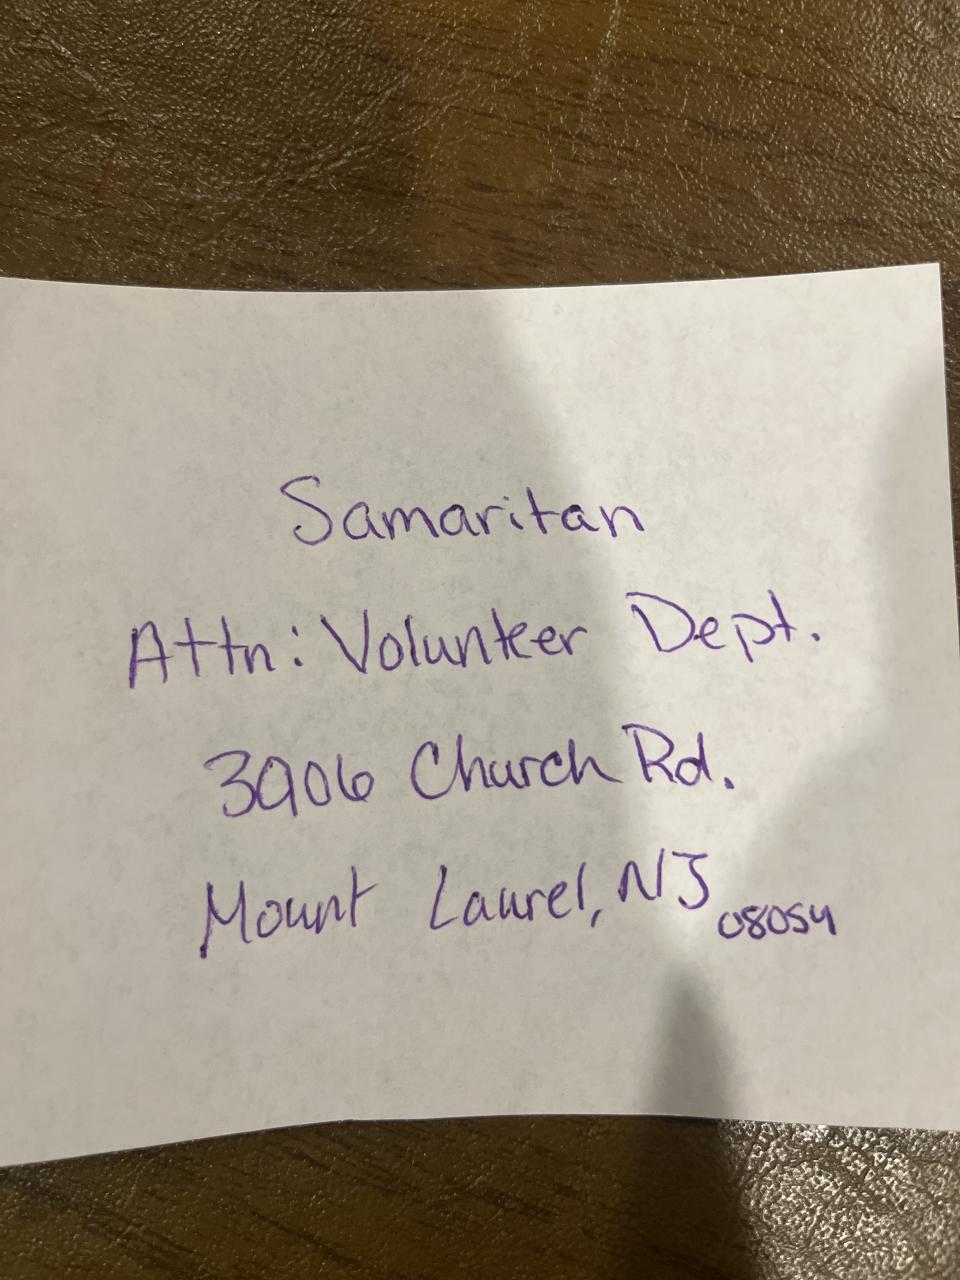 Samaritan
Attn: Volunteer Dept.
3906 Church Rd.
Mount Laurel, NJ 08054